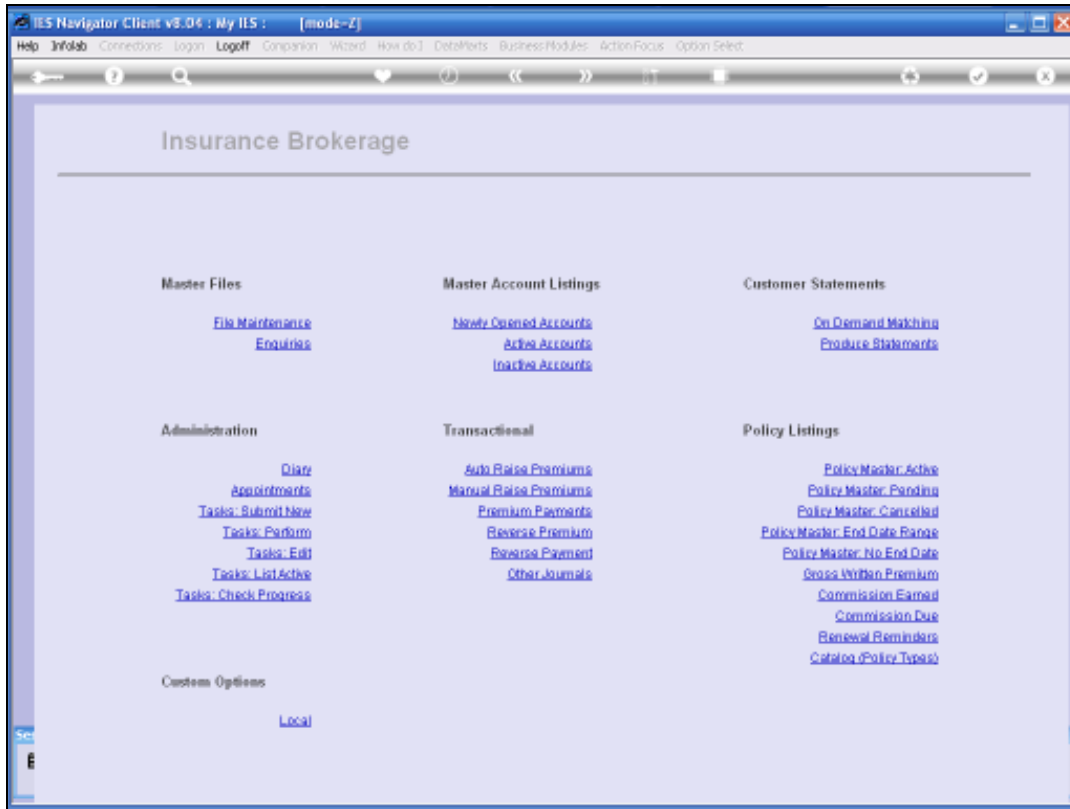 IES Navigator Client v8.04 : My IES : [mode=Z]
Help Infolab Connections Logon Logoff Companion Wizard How do I DataAlerts Business Modules Action Focus Option Select
Insurance Brokerage
Master Files
File Maintenance
Enquiries
Master Account Listings
Newly Opened Accounts
Active Accounts
Inactive Accounts
Customer Statements
On Demand Matching
Produce Statements
Administration
Diary
Appointments
Tasks: Submit New
Tasks: Perform
Tasks: Edit
Tasks: List Active
Tasks: Check Progress
Transactional
Auto Raise Premiums
Manual Raise Premiums
Premium Payments
Reverse Premium
Reverse Payment
Other Journals
Policy Listings
Policy Master: Active
Policy Master: Pending
Policy Master: Cancelled
Policy Master: End Date Range
Policy Master: No End Date
Gross Written Premium
Commission Earned
Commission Due
Renewal Reminders
Catalog (Policy Types)
Custom Options
Local